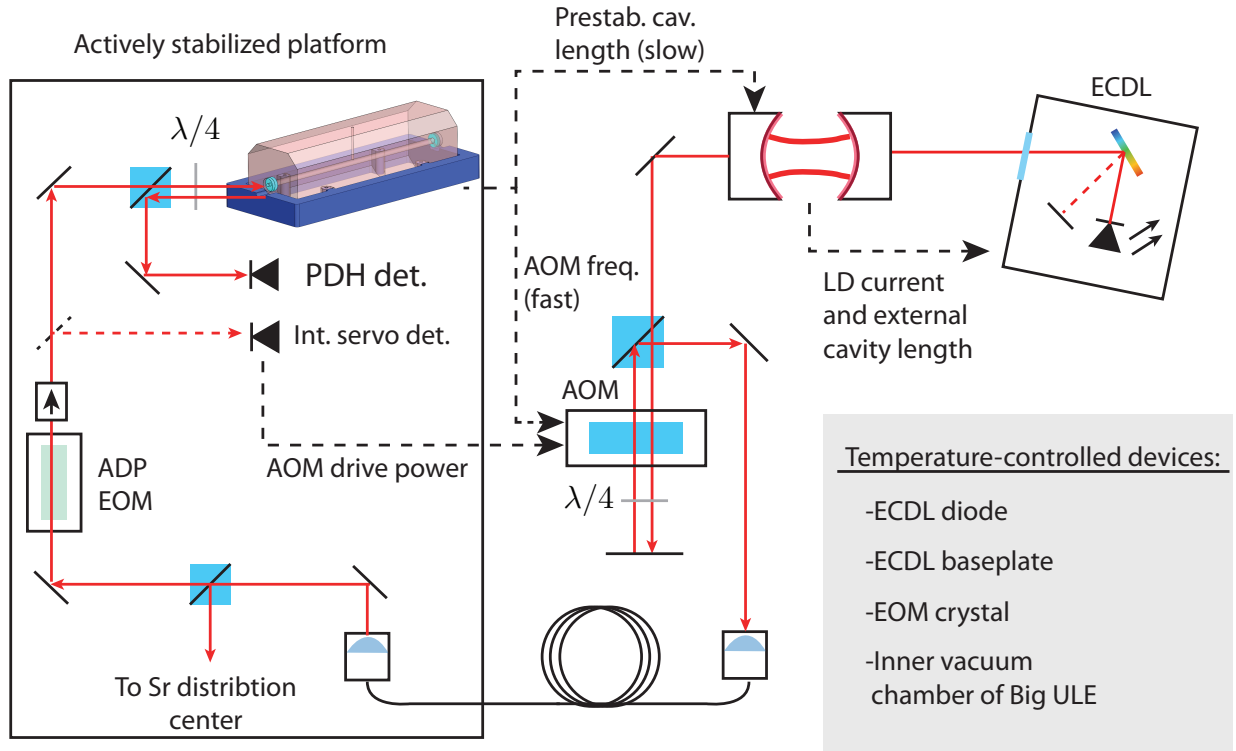 Actively stabilized platform
Prestab. cav.
length (slow)
ECDL
λ/4
PDH det.
AOM freq.
(fast)
Int. servo det.
LD current
and external
cavity length
AOM
AOM drive power
ADP
EOM
λ/4
To Sr distribtion
center
Temperature-controlled devices:
-ECDL diode
-ECDL baseplate
-EOM crystal
-Inner vacuum
chamber of Big ULE